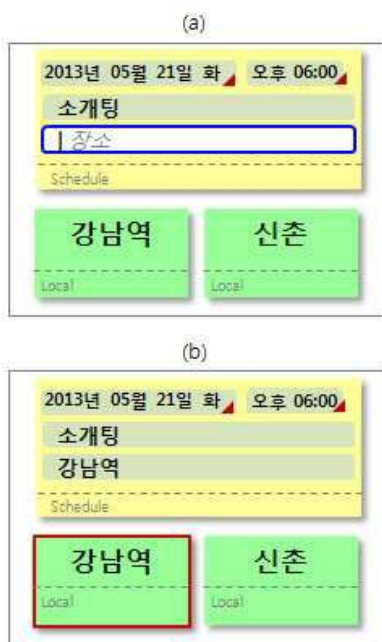 (a)
2013년 05월 21일 화 오후 06:00
소개팅
장소
Schedule
강남역 신촌
Local Local
(b)
2013년 05월 21일 화 오후 06:00
소개팅
강남역
Schedule
강남역 신촌
Local Local